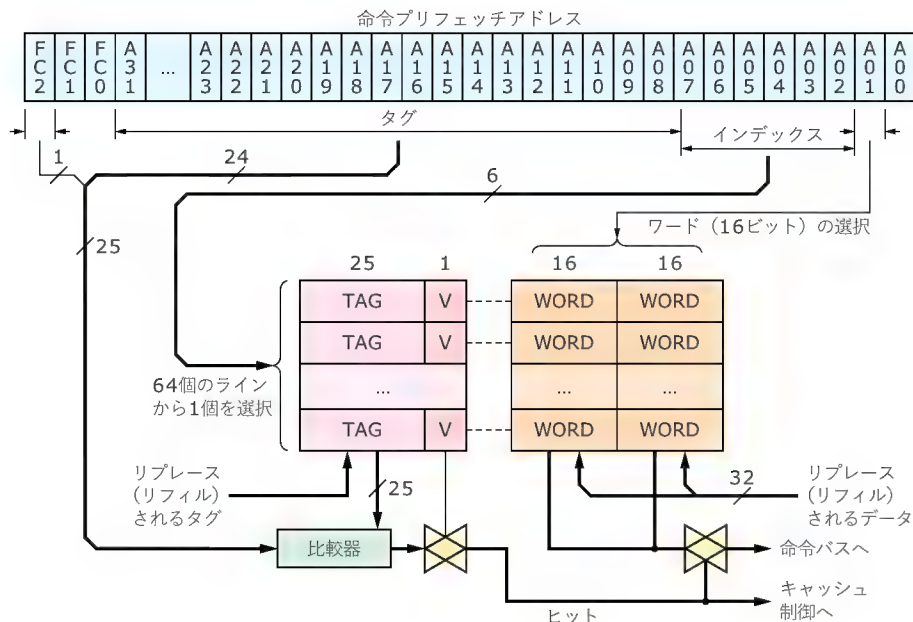 命令プリフェッチアドレス
FC2 FC1 FC0 A31 ... A23 A22 A21 A20 A19 A18 A17 A16 A15 A14 A13 A12 A11 A10 A09 A08 A07 A06 A05 A04 A03 A02 A01 A00
タグ
インデックス
1
24
6
25
ワード（16ビット）の選択
25 1 16 16
TAG V WORD WORD
TAG V WORD WORD
... ... ...
TAG V WORD WORD
64個のライン
から1個を選択
リプレース
(リフィル)
されるタグ
25
32
リプレース
(リフィル)
されるデータ
比較器
命令バスへ
ヒット
キャッシュ
制御へ